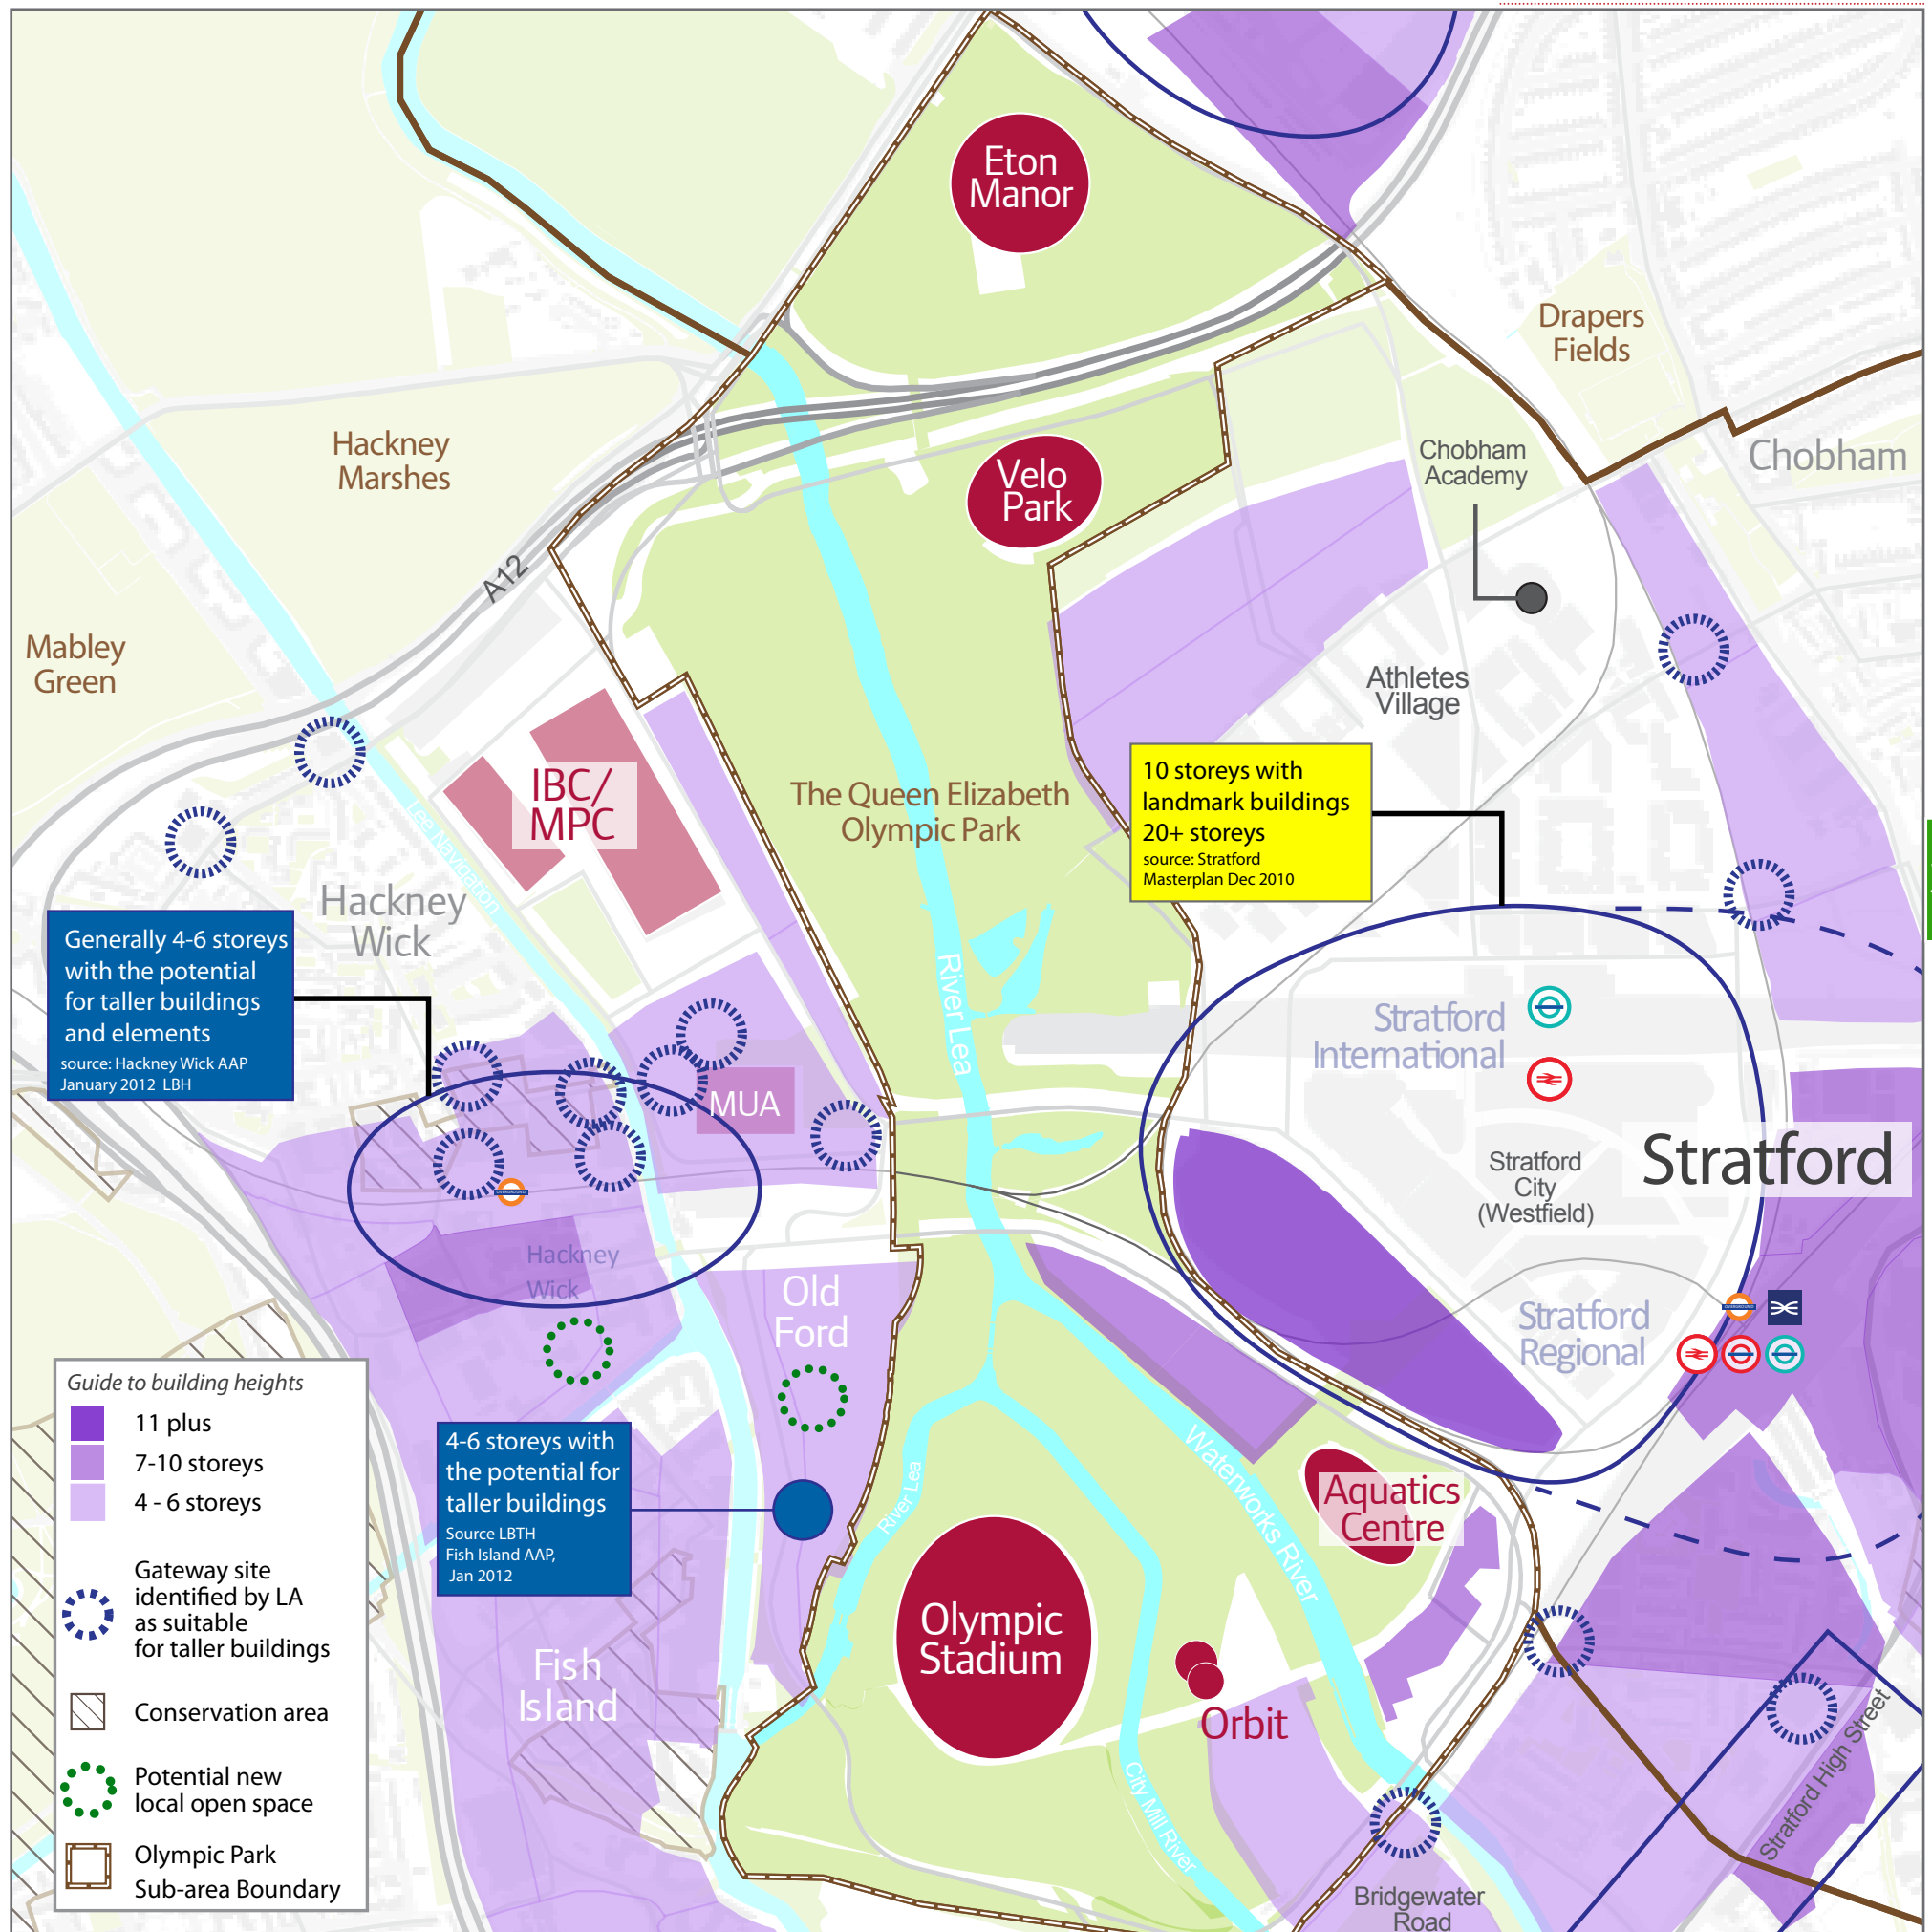 Eton
Manor
Drapers
Fields
Hackney
Marshes
Velo
Park
Chobham
Academy
Chobham
A12
Mabley
Green
Athletes
Village
IBC/
MPC
The Queen Elizabeth
Olympic Park
10 storeys with
landmark buildings
20+ storeys
source: Stratford
Masterplan Dec 2010
Lee Navigation
Hackney
Wick
Generally 4-6 storeys
with the potential
for taller buildings
and elements
source: Hackney Wick AAP
January 2012 LBH
River Lea
Stratford
International
MUA
Stratford
City
(Westfield)
Stratford
UNDERGROUND
Hackney
Wick
Old
Ford
Stratford
Regional
UNDERGROUND
Guide to building heights
11 plus
7-10 storeys
4 - 6 storeys
Gateway site
identified by LA
as suitable
for taller buildings
Conservation area
Potential new
local open space
Olympic Park
Sub-area Boundary
4-6 storeys with
the potential for
taller buildings
Source LBTH
Fish Island AAP,
Jan 2012
River Lea
Waterworks River
Aquatics
Centre
Olympic
Stadium
Fish
Island
Orbit
City Mill River
Stratford High Street
Bridgewater
Road